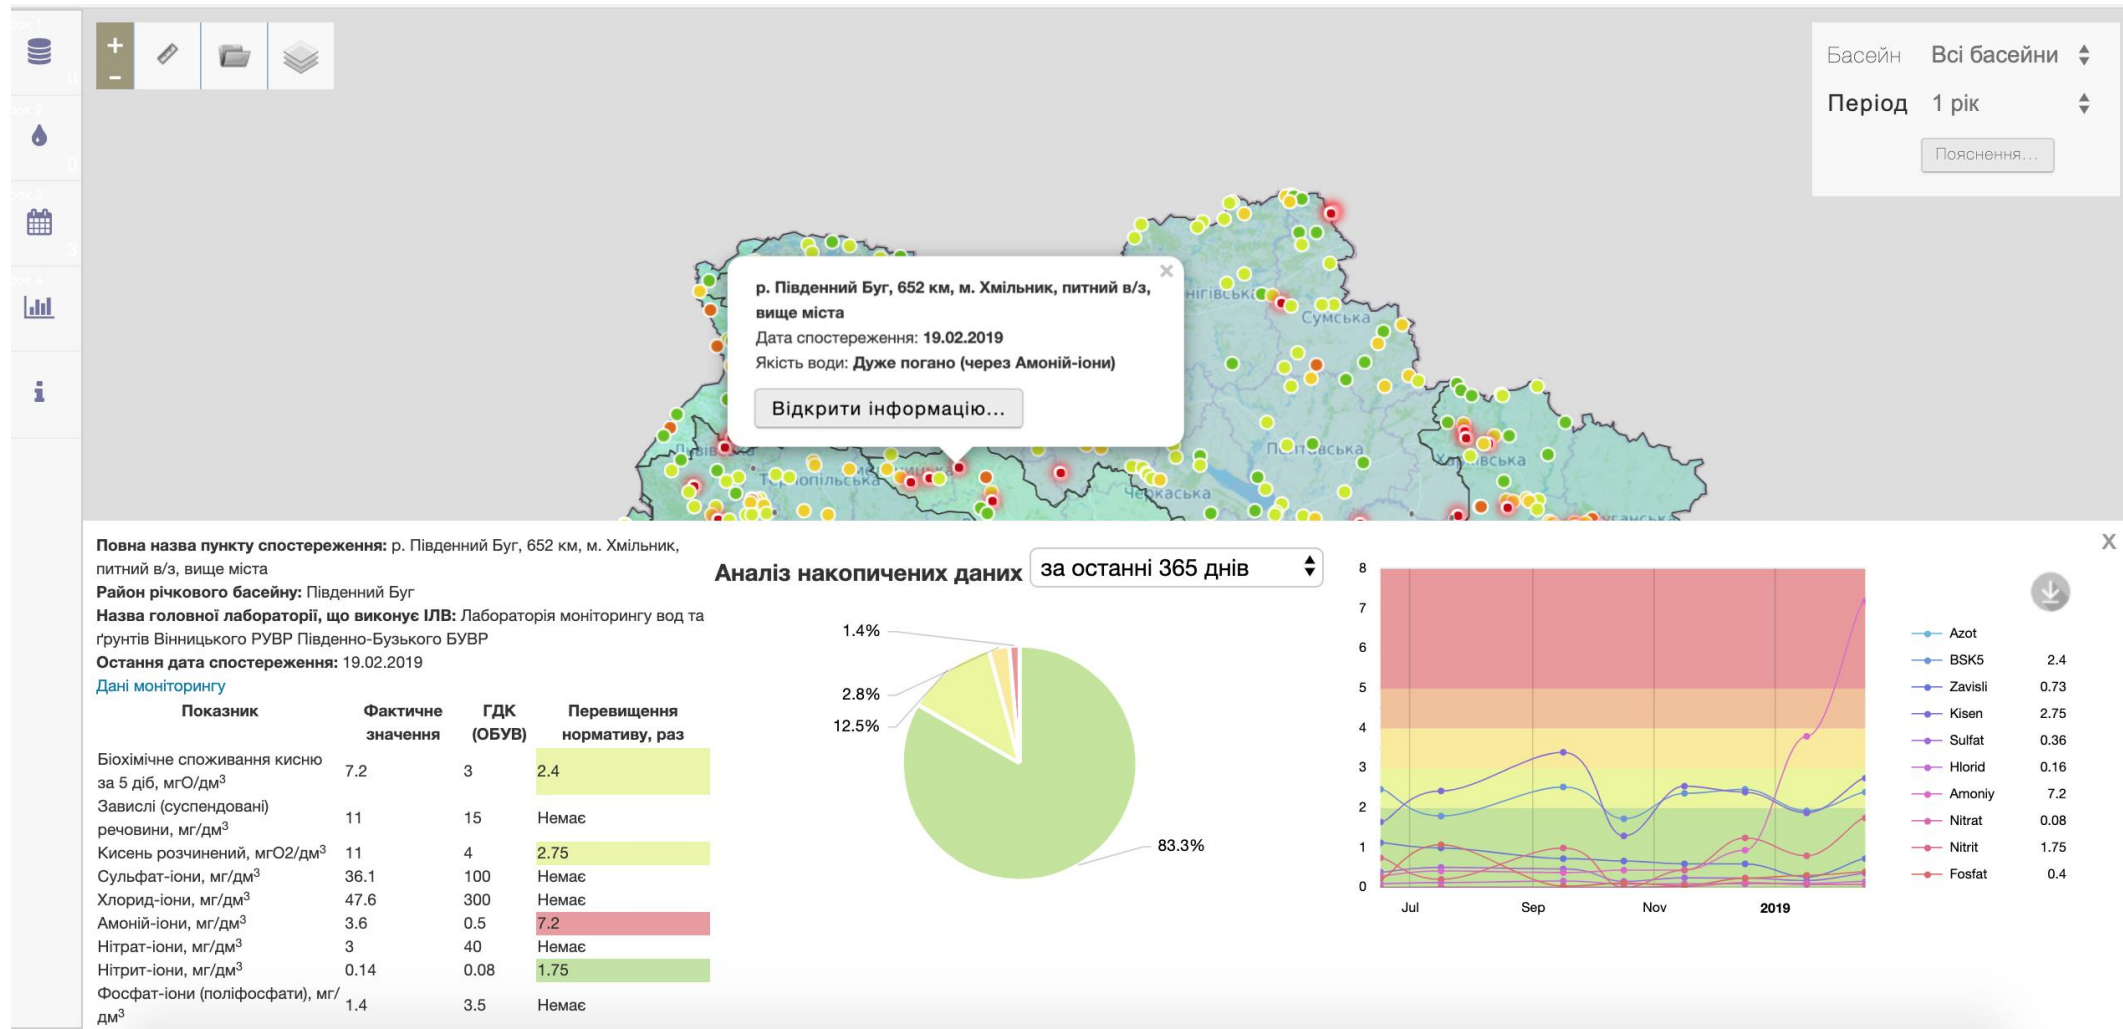 Басейн Всі басейни
Період 1 рік
Пояснення...
0
0
3
+
−
р. Південний Буг, 652 км, м. Хмільник, питний в/з,
вище міста
Дата спостереження: 19.02.2019
Якість води: Дуже погано (через Амоній-іони)
Відкрити інформацію...
Сумська
Полтавська
Черкаська
Тернопільська
Харківська
Повна назва пункту спостереження: р. Південний Буг, 652 км, м. Хмільник,
питний в/з, вище міста
Район річкового басейну: Південний Буг
Назва головної лабораторії, що виконує ІЛВ: Лабораторія моніторингу вод та
ґрунтів Вінницького РУВР Південно-Бузького БУВР
Остання дата спостереження: 19.02.2019
Дані моніторингу
Показник Фактичне ГДК Перевищення
значення (ОБУВ) нормативу, раз
Біохімічне споживання кисню
за 5 діб, мгО/дм³ 7.2 3 2.4
Завислі (суспендовані)
речовини, мг/дм³ 11 15 Немає
Кисень розчинений, мгО2/дм³ 11 4 2.75
Сульфат-іони, мг/дм³ 36.1 100 Немає
Хлорид-іони, мг/дм³ 47.6 300 Немає
Амоній-іони, мг/дм³ 3.6 0.5 7.2
Нітрат-іони, мг/дм³ 3 40 Немає
Нітрит-іони, мг/дм³ 0.14 0.08 1.75
Фосфат-іони (поліфосфати), мг/
дм³ 1.4 3.5 Немає
Аналіз накопичених даних за останні 365 днів
1.4%
2.8%
12.5%
83.3%
8
7
6
5
4
3
2
1
0
Jul Sep Nov 2019
X
Azot
BSK5 2.4
Zavisli 0.73
Kisen 2.75
Sulfat 0.36
Hlorid 0.16
Amoniy 7.2
Nitrat 0.08
Nitrit 1.75
Fosfat 0.4